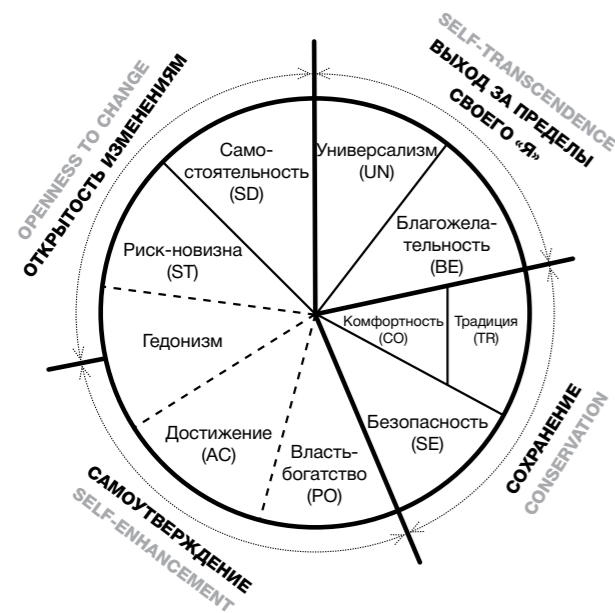 OPENNESS TO CHANGE
ОТКРЫТОСТЬ ИЗМЕНЕНИЯМ
SELF-TRANSCENDENCE
ВЫХОД ЗА ПРЕДЕЛЫ
СВОЕГО «Я»
Само-
стоятельность
(SD)
Универсализм
(UN)
Благожела-
тельность
(BE)
Риск-новизна
(ST)
Комфортность
(CO)
Традиция
(TR)
Гедонизм
Безопасность
(SE)
Достижение
(AC)
Власть-
богатство
(PO)
САМОУТВЕРЖДЕНИЕ
SELF-ENHANCEMENT
СОХРАНЕНИЕ
CONSERVATION